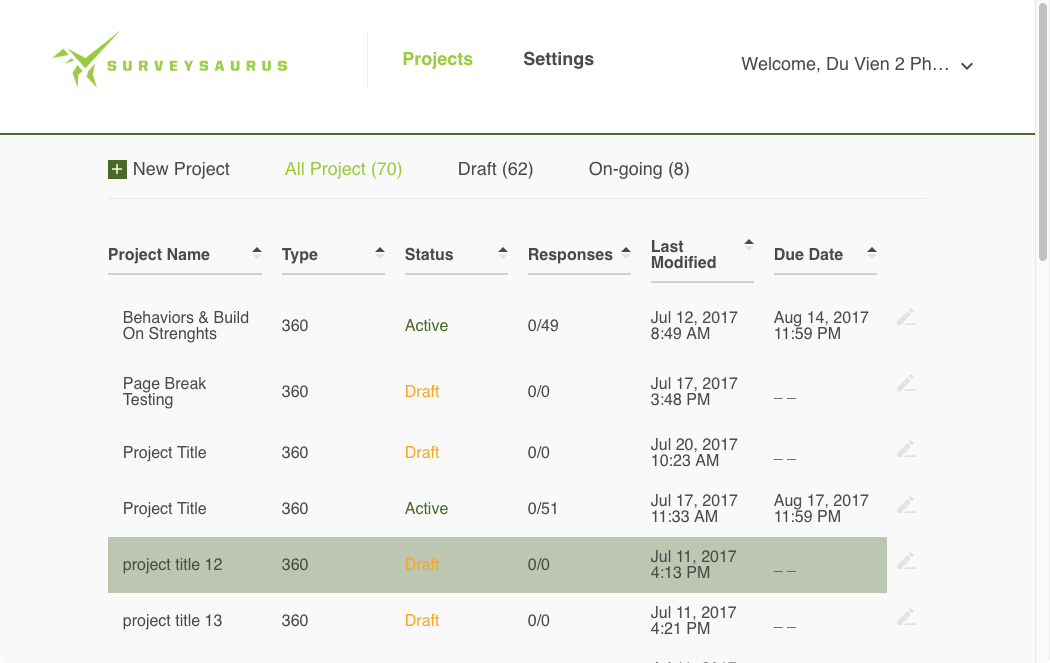 SURVEYSAURUS
Projects
Settings
Welcome, Du Vien 2 Ph…
New Project
All Project (70)
Draft (62)
On-going (8)
Project Name
Type
Status
Responses
Last
Modified
Due Date
Behaviors & Build
On Strenghts
360
Active
0/49
Jul 12, 2017
8:49 AM
Aug 14, 2017
11:59 PM
Page Break
Testing
360
Draft
0/0
Jul 17, 2017
3:48 PM
_ _
Project Title
360
Draft
0/0
Jul 20, 2017
10:23 AM
_ _
Project Title
360
Active
0/51
Jul 17, 2017
11:33 AM
Aug 17, 2017
11:59 PM
project title 12
360
Draft
0/0
Jul 11, 2017
4:13 PM
_ _
project title 13
360
Draft
0/0
Jul 11, 2017
4:21 PM
_ _